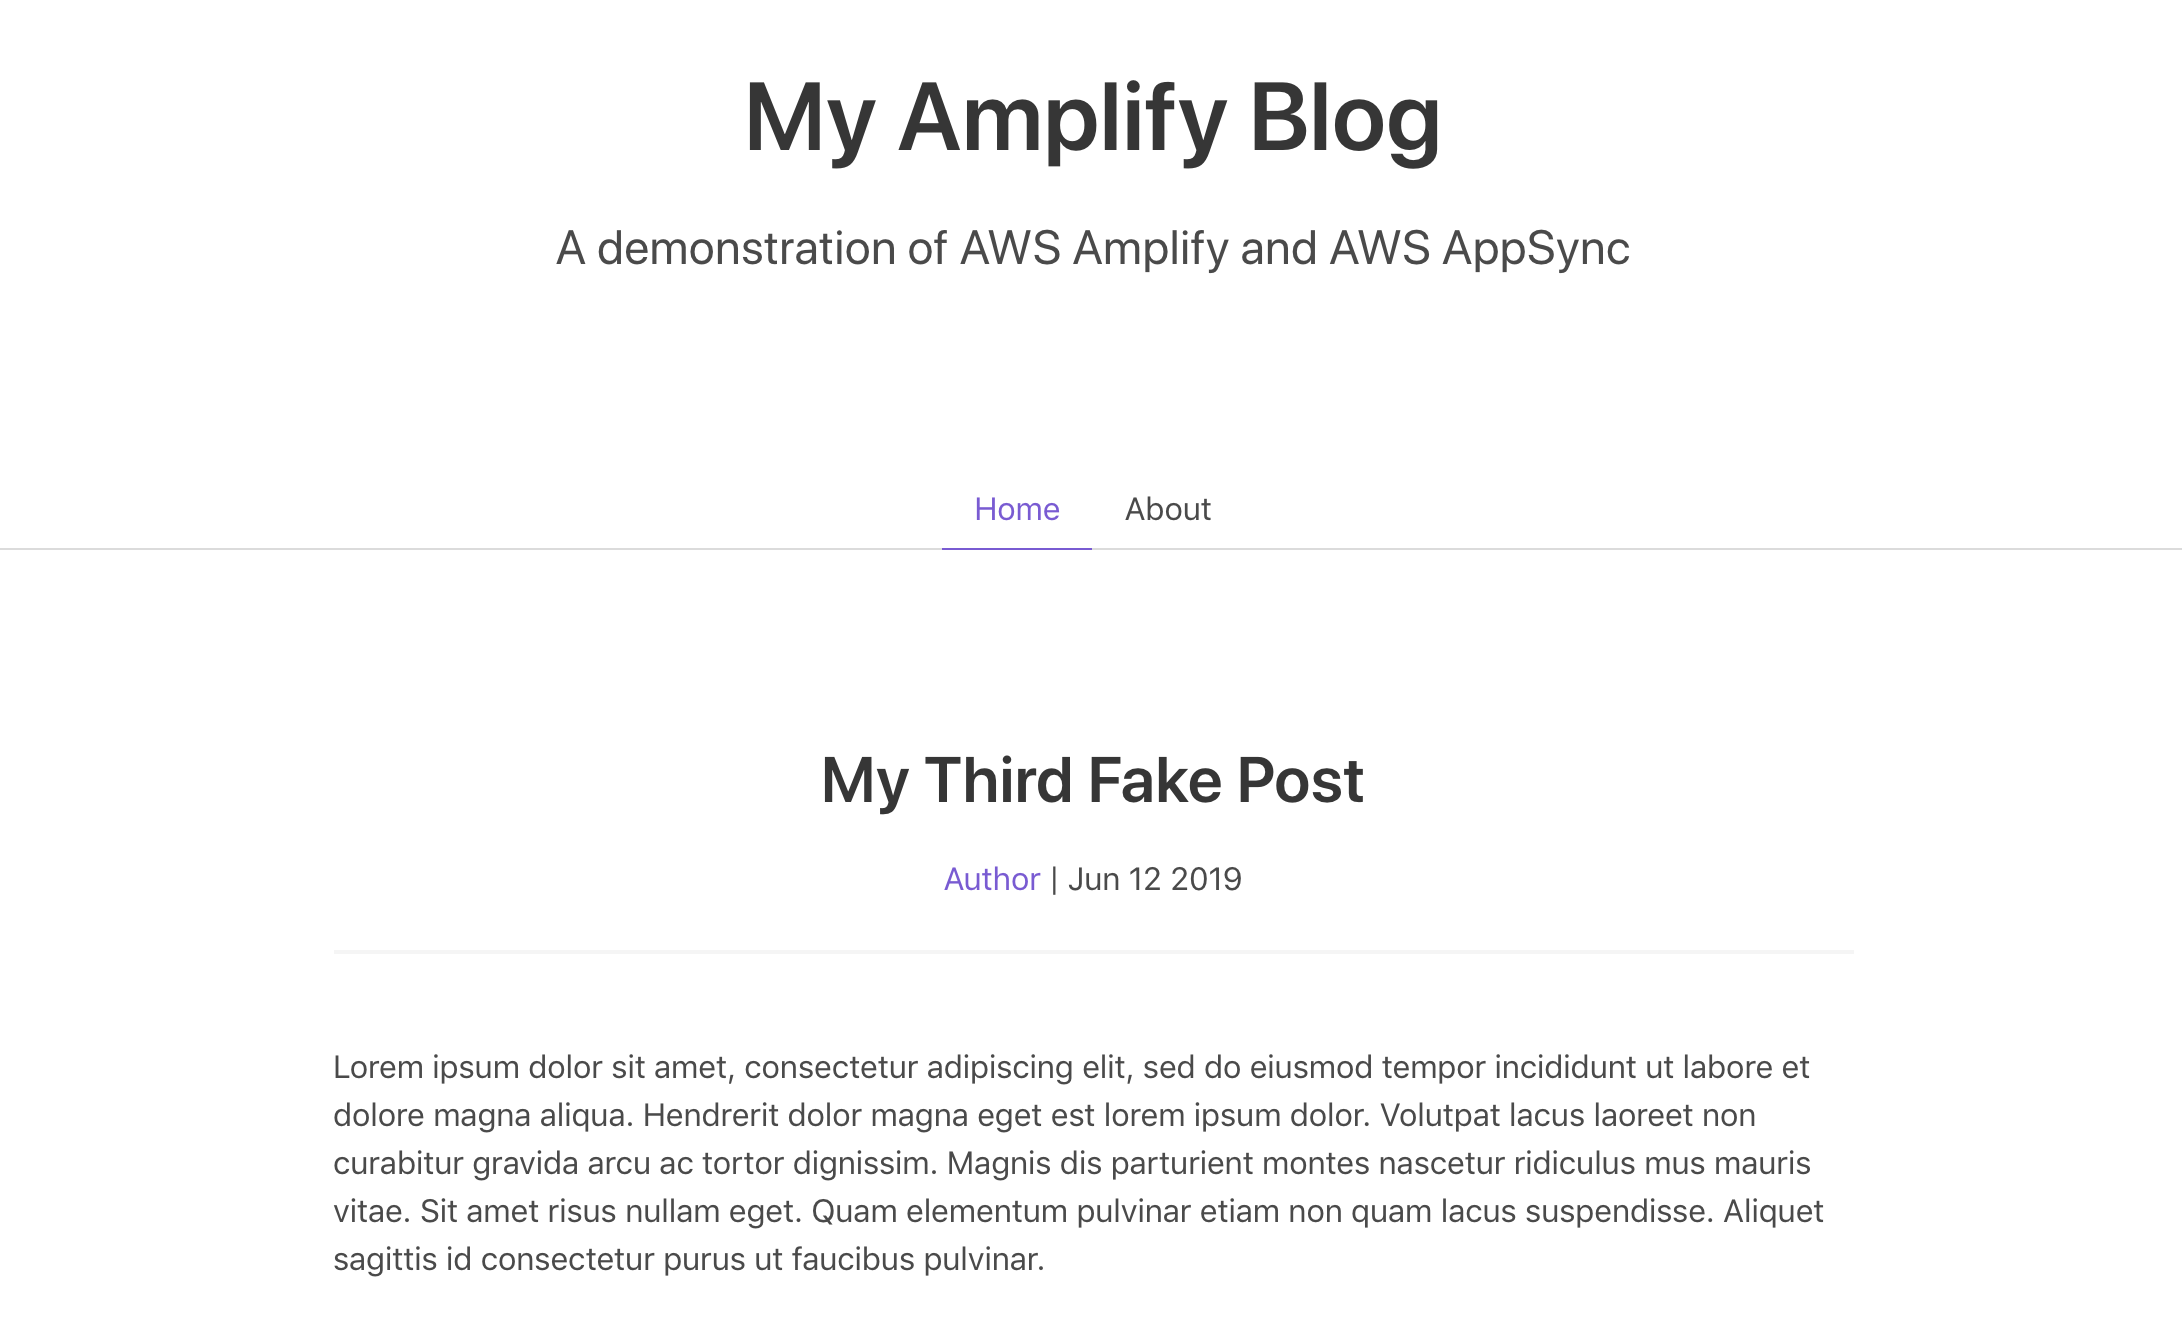 My Amplify Blog
A demonstration of AWS Amplify and AWS AppSync
Home About
My Third Fake Post
Author | Jun 12 2019
Lorem ipsum dolor sit amet, consectetur adipiscing elit, sed do eiusmod tempor incididunt ut labore et
dolore magna aliqua. Hendrerit dolor magna eget est lorem ipsum dolor. Volutpat lacus laoreet non
curabitur gravida arcu ac tortor dignissim. Magnis dis parturient montes nascetur ridiculus mus mauris
vitae. Sit amet risus nullam eget. Quam elementum pulvinar etiam non quam lacus suspendisse. Aliquet
sagittis id consectetur purus ut faucibus pulvinar.